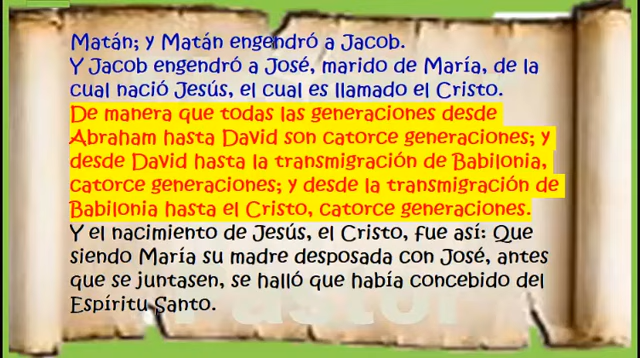 Matán; y Matán engendró a Jacob.
Y Jacob engendró a José, marido de María, de la
cual nació Jesús, el cual es llamado el Cristo.
De manera que todas las generaciones desde
Abraham hasta David son catorce generaciones; y
desde David hasta la transmigración de Babilonia,
catorce generaciones; y desde la transmigración de
Babilonia hasta el Cristo, catorce generaciones.
Y el nacimiento de Jesús, el Cristo, fue así: Que
siendo María su madre desposada con José, antes
que se juntasen, se halló que había concebido del
Espíritu Santo.
Pastor